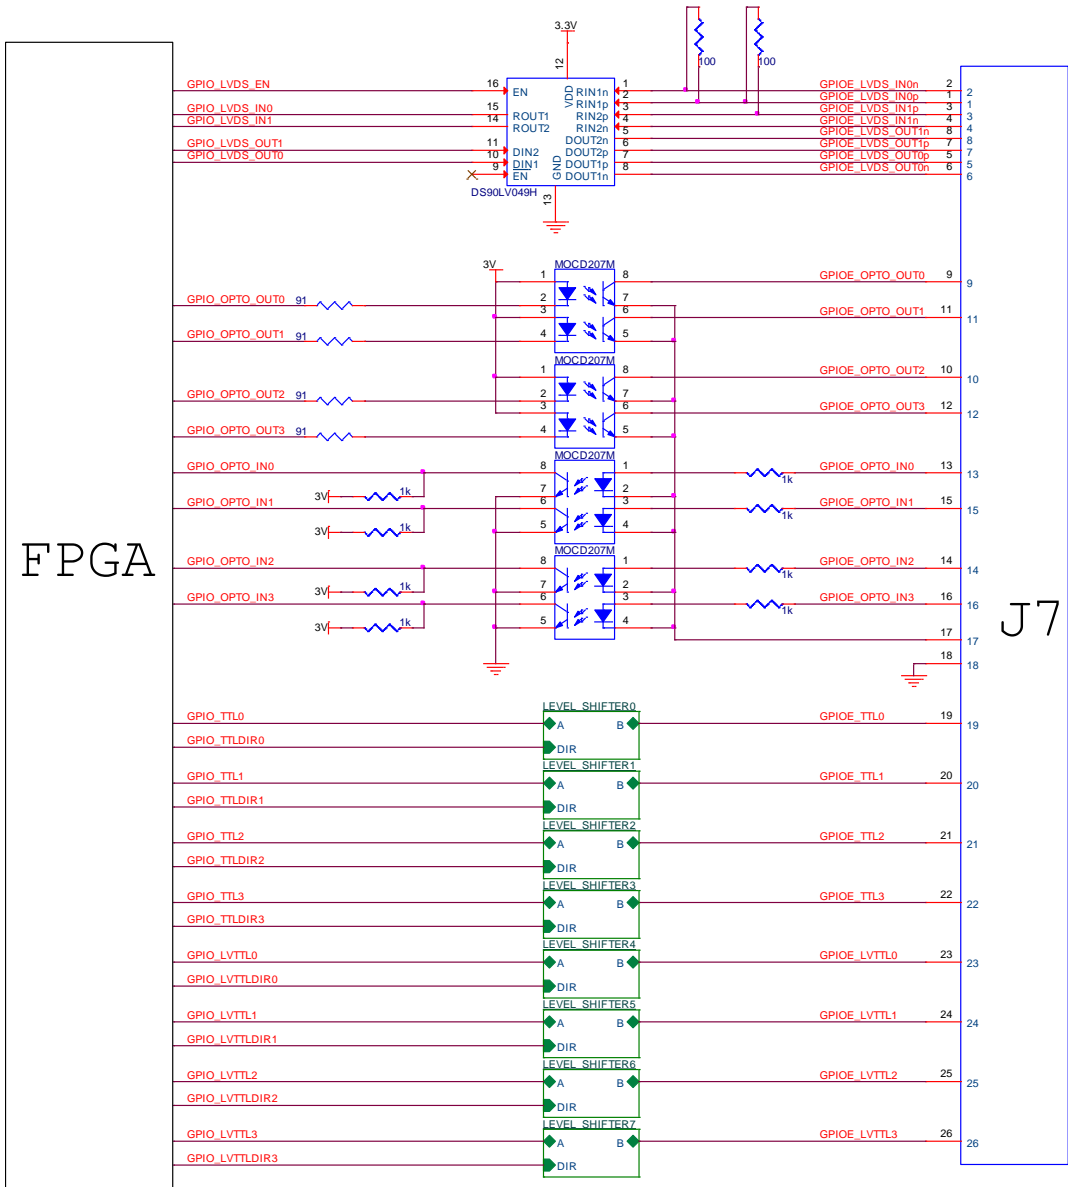 3.3V
100 100
12
GPIO_LVDS_EN 16 EN VDD RIN1n 1 GPIOE_LVDS_IN0n 2 2
RIN1p 2 GPIOE_LVDS_IN0p 1 1
GPIO_LVDS_IN0 15 ROUT1 RIN2p 3 GPIOE_LVDS_IN1p 3 3
GPIO_LVDS_IN1 14 ROUT2 RIN2n 4 GPIOE_LVDS_IN1n 4 4
DOUT2n 5 GPIOE_LVDS_OUT1n 8 8
GPIO_LVDS_OUT1 11 DIN2 DOUT2p 6 GPIOE_LVDS_OUT1p 7 7
GPIO_LVDS_OUT0 10 DIN1 GND DOUT1p 7 GPIOE_LVDS_OUT0p 5 5
9 EN DOUT1n 8 GPIOE_LVDS_OUT0n 6 6
DS90LV049H 13
3V MOCD207M
1 8 GPIOE_OPTO_OUT0 9 9
GPIO_OPTO_OUT0 91 2 7
3 6 GPIOE_OPTO_OUT1 11 11
GPIO_OPTO_OUT1 91 4 5
MOCD207M
1 8 GPIOE_OPTO_OUT2 10 10
GPIO_OPTO_OUT2 91 2 7
3 6 GPIOE_OPTO_OUT3 12 12
GPIO_OPTO_OUT3 91 4 5
MOCD207M
GPIO_OPTO_IN0 8 1 1k GPIOE_OPTO_IN0 13 13
3V 1k 7 2
GPIO_OPTO_IN1 6 3 1k GPIOE_OPTO_IN1 15 15
3V 1k 5 4
FPGA
MOCD207M
GPIO_OPTO_IN2 8 1 1k GPIOE_OPTO_IN2 14 14
3V 1k 7 2
GPIO_OPTO_IN3 6 3 1k GPIOE_OPTO_IN3 16 16
3V 1k 5 4
J7
17 17
18 18
LEVEL_SHIFTER0
GPIO_TTL0 A B GPIOE_TTL0 19 19
GPIO_TTLDIR0 DIR
LEVEL_SHIFTER1
GPIO_TTL1 A B GPIOE_TTL1 20 20
GPIO_TTLDIR1 DIR
LEVEL_SHIFTER2
GPIO_TTL2 A B GPIOE_TTL2 21 21
GPIO_TTLDIR2 DIR
LEVEL_SHIFTER3
GPIO_TTL3 A B GPIOE_TTL3 22 22
GPIO_TTLDIR3 DIR
LEVEL_SHIFTER4
GPIO_LVTTL0 A B GPIOE_LVTTL0 23 23
GPIO_LVTTLDIR0 DIR
LEVEL_SHIFTER5
GPIO_LVTTL1 A B GPIOE_LVTTL1 24 24
GPIO_LVTTLDIR1 DIR
LEVEL_SHIFTER6
GPIO_LVTTL2 A B GPIOE_LVTTL2 25 25
GPIO_LVTTLDIR2 DIR
LEVEL_SHIFTER7
GPIO_LVTTL3 A B GPIOE_LVTTL3 26 26
GPIO_LVTTLDIR3 DIR